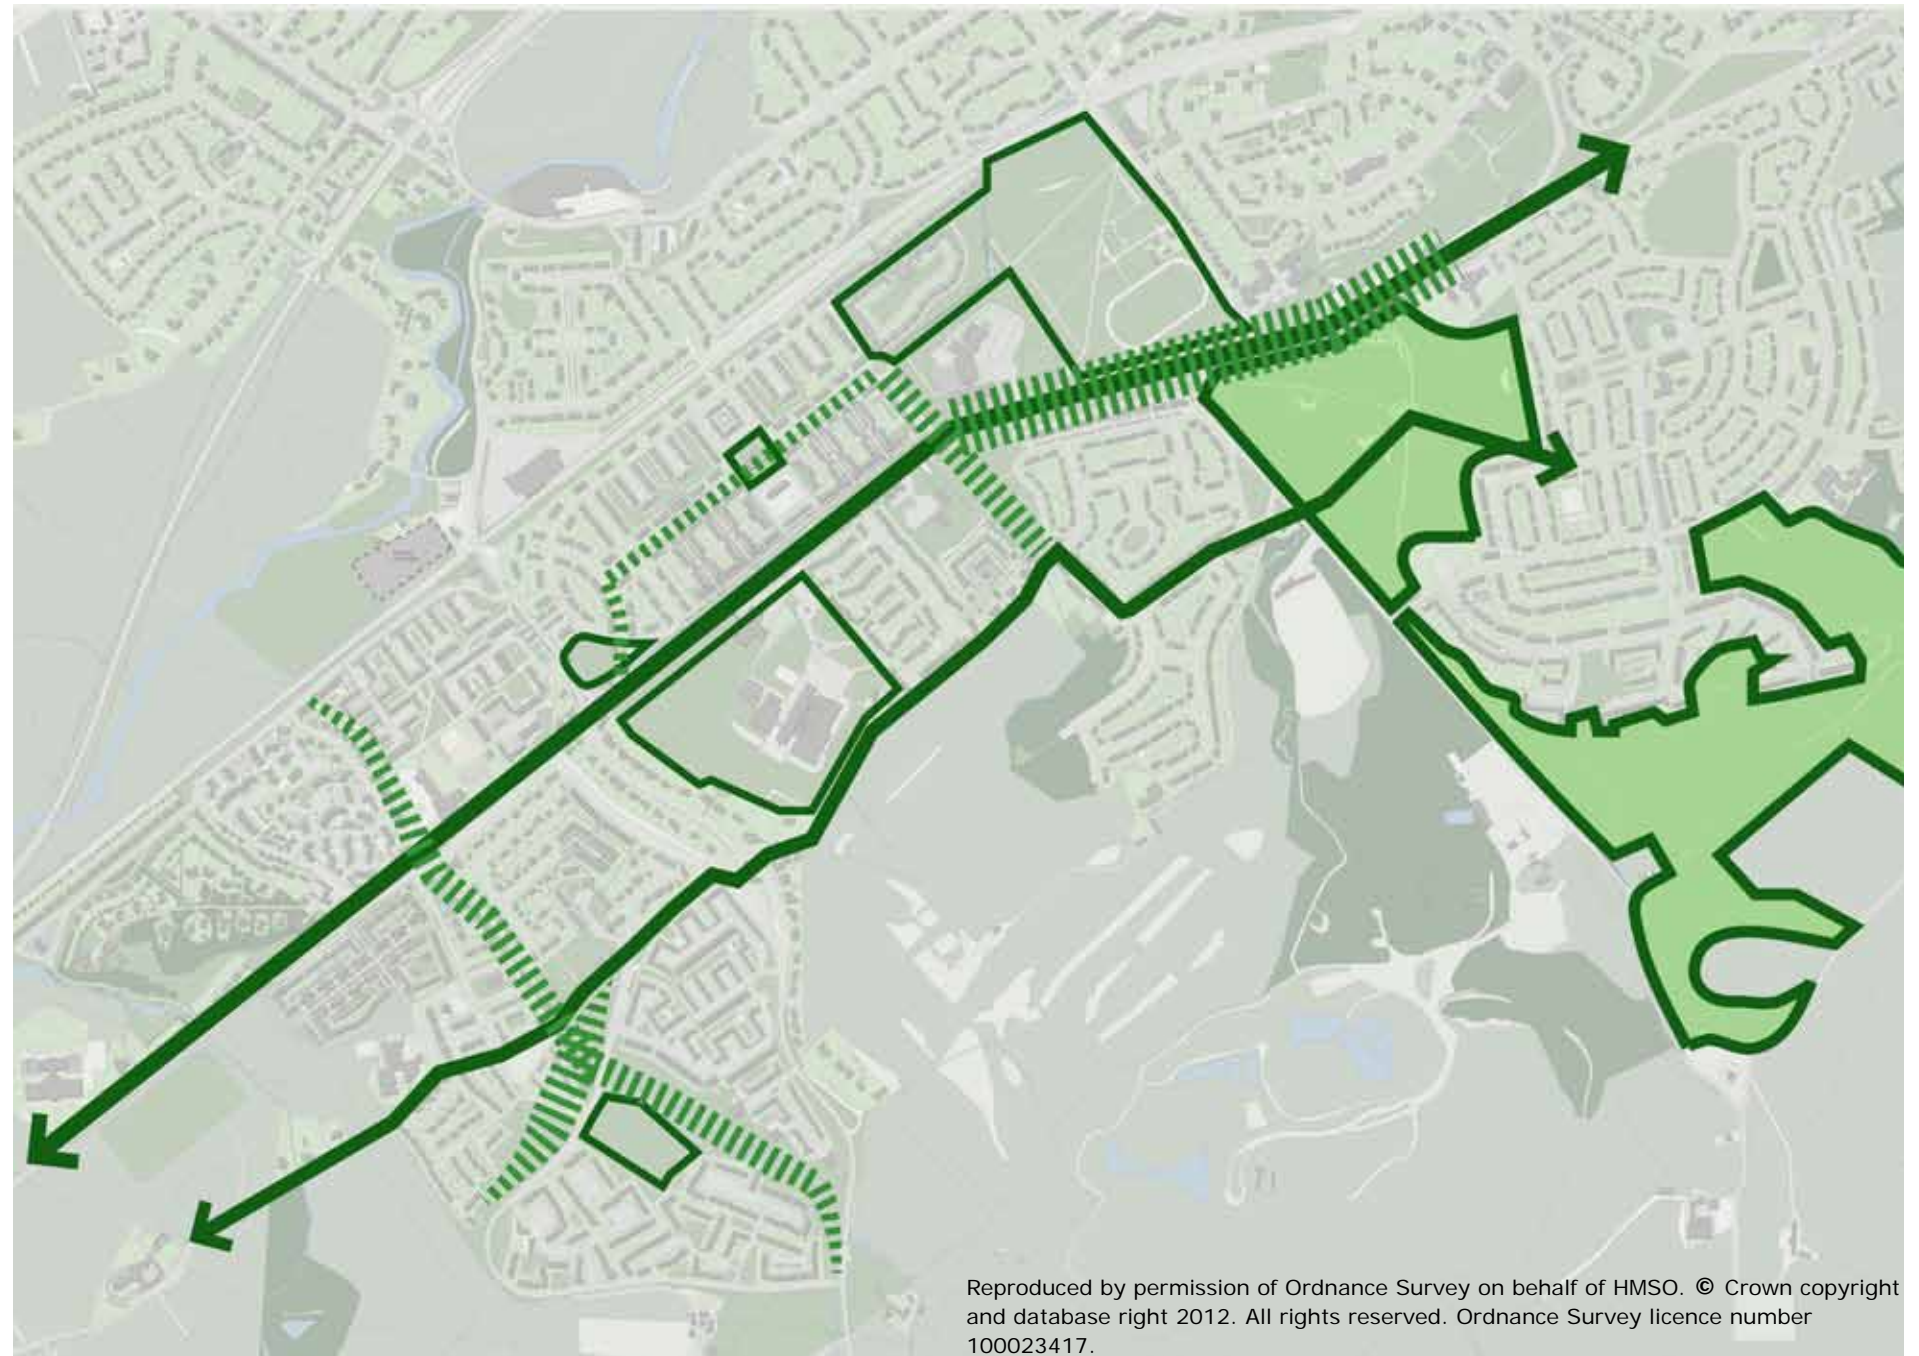 Reproduced by permission of Ordnance Survey on behalf of HMSO. © Crown copyright
and database right 2012. All rights reserved. Ordnance Survey licence number
100023417.